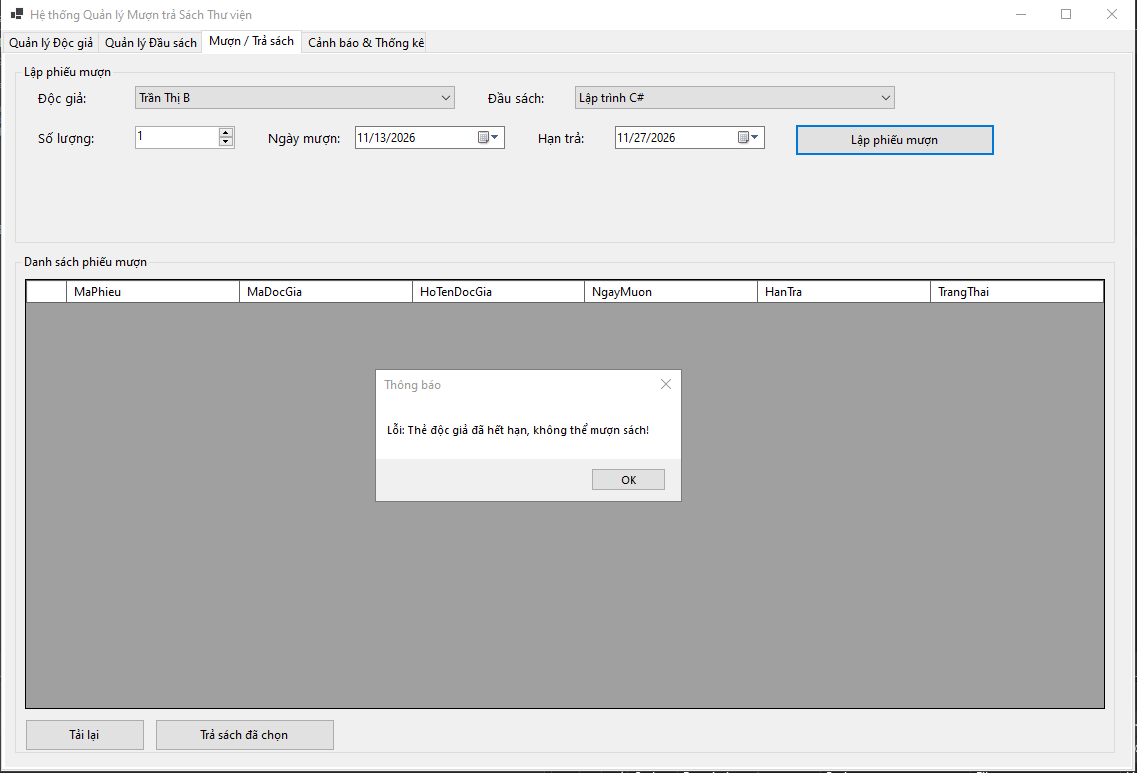 Hệ thống Quản lý Mượn trả Sách Thư viện
Quản lý Độc giả Quản lý Đầu sách Mượn / Trả sách Cảnh báo & Thống kê
Lập phiếu mượn
Độc giả: Trần Thị B Đầu sách: Lập trình C#
Số lượng: 1 Ngày mượn: 11/13/2026 Hạn trả: 11/27/2026 Lập phiếu mượn
Danh sách phiếu mượn
MaPhieu MaDocGia HoTenDocGia NgayMuon HanTra TrangThai
Thông báo
Lỗi: Thẻ độc giả đã hết hạn, không thể mượn sách!
OK
Tải lại Trả sách đã chọn